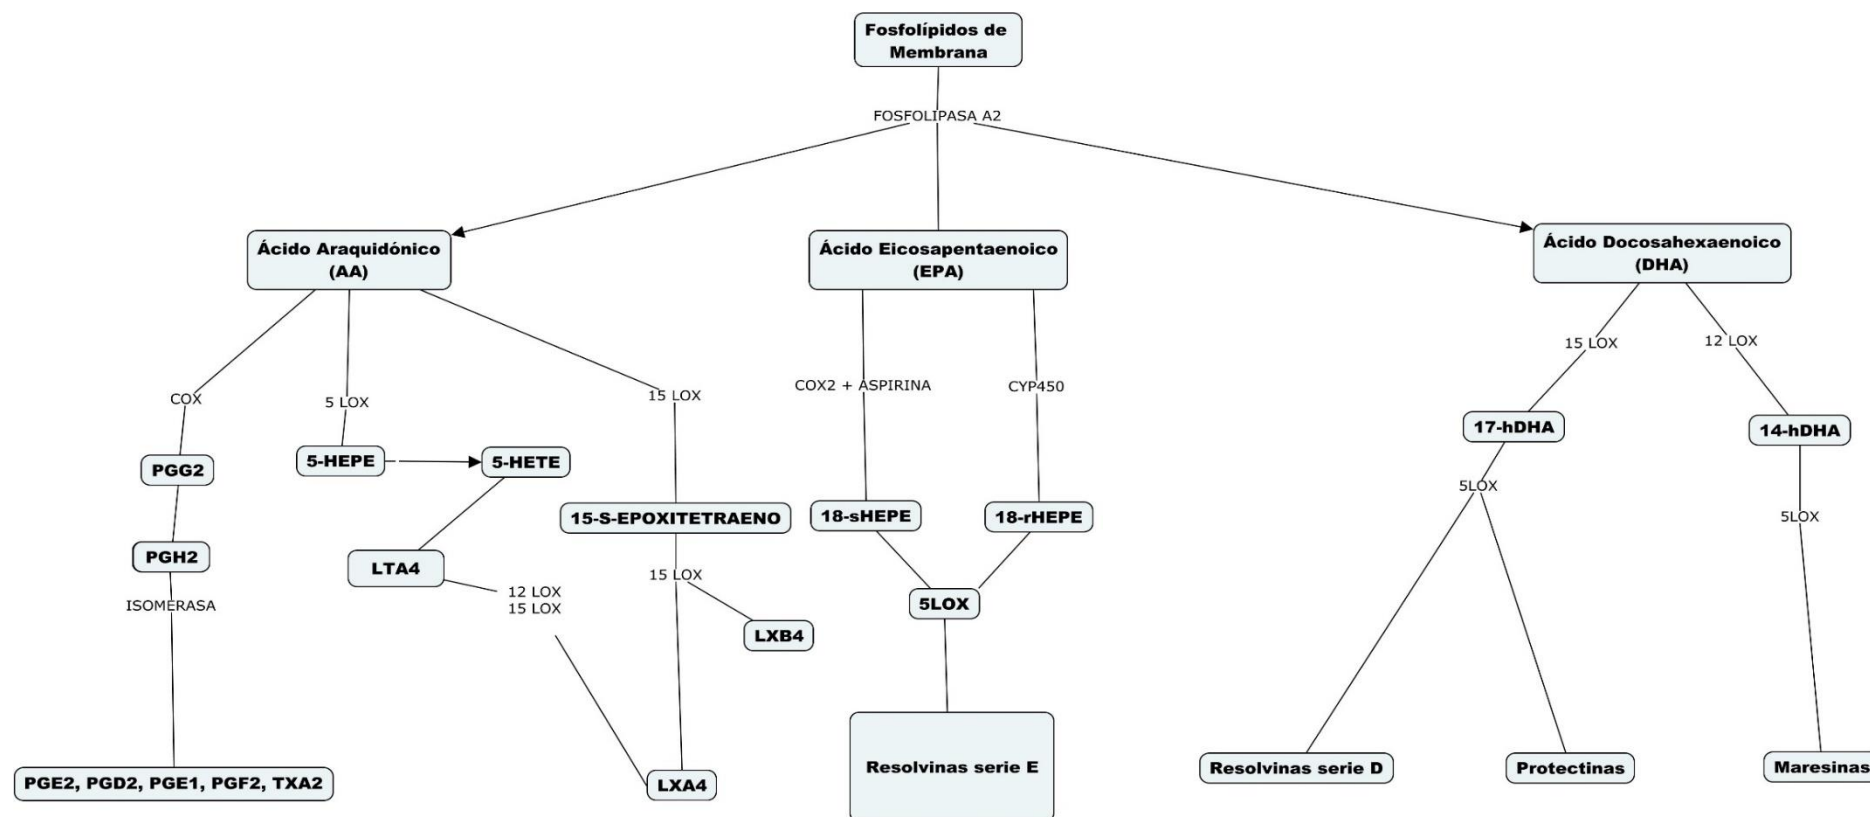 Fosfolípidos de
Membrana
FOSFOLIPASA A2
Ácido Araquidónico
(AA)
Ácido Eicosapentaenoico
(EPA)
Ácido Docosahexaenoico
(DHA)
COX
5 LOX
15 LOX
COX2 + ASPIRINA
CYP450
15 LOX
12 LOX
PGG2
5-HEPE
5-HETE
17-hDHA
14-hDHA
15-S-EPOXITETRAENO
18-sHEPE
18-rHEPE
5LOX
5LOX
PGH2
LTA4
ISOMERASA
12 LOX
15 LOX
15 LOX
5LOX
LXB4
PGE2, PGD2, PGE1, PGF2, TXA2
LXA4
Resolvinas serie E
Resolvinas serie D
Protectinas
Maresinas